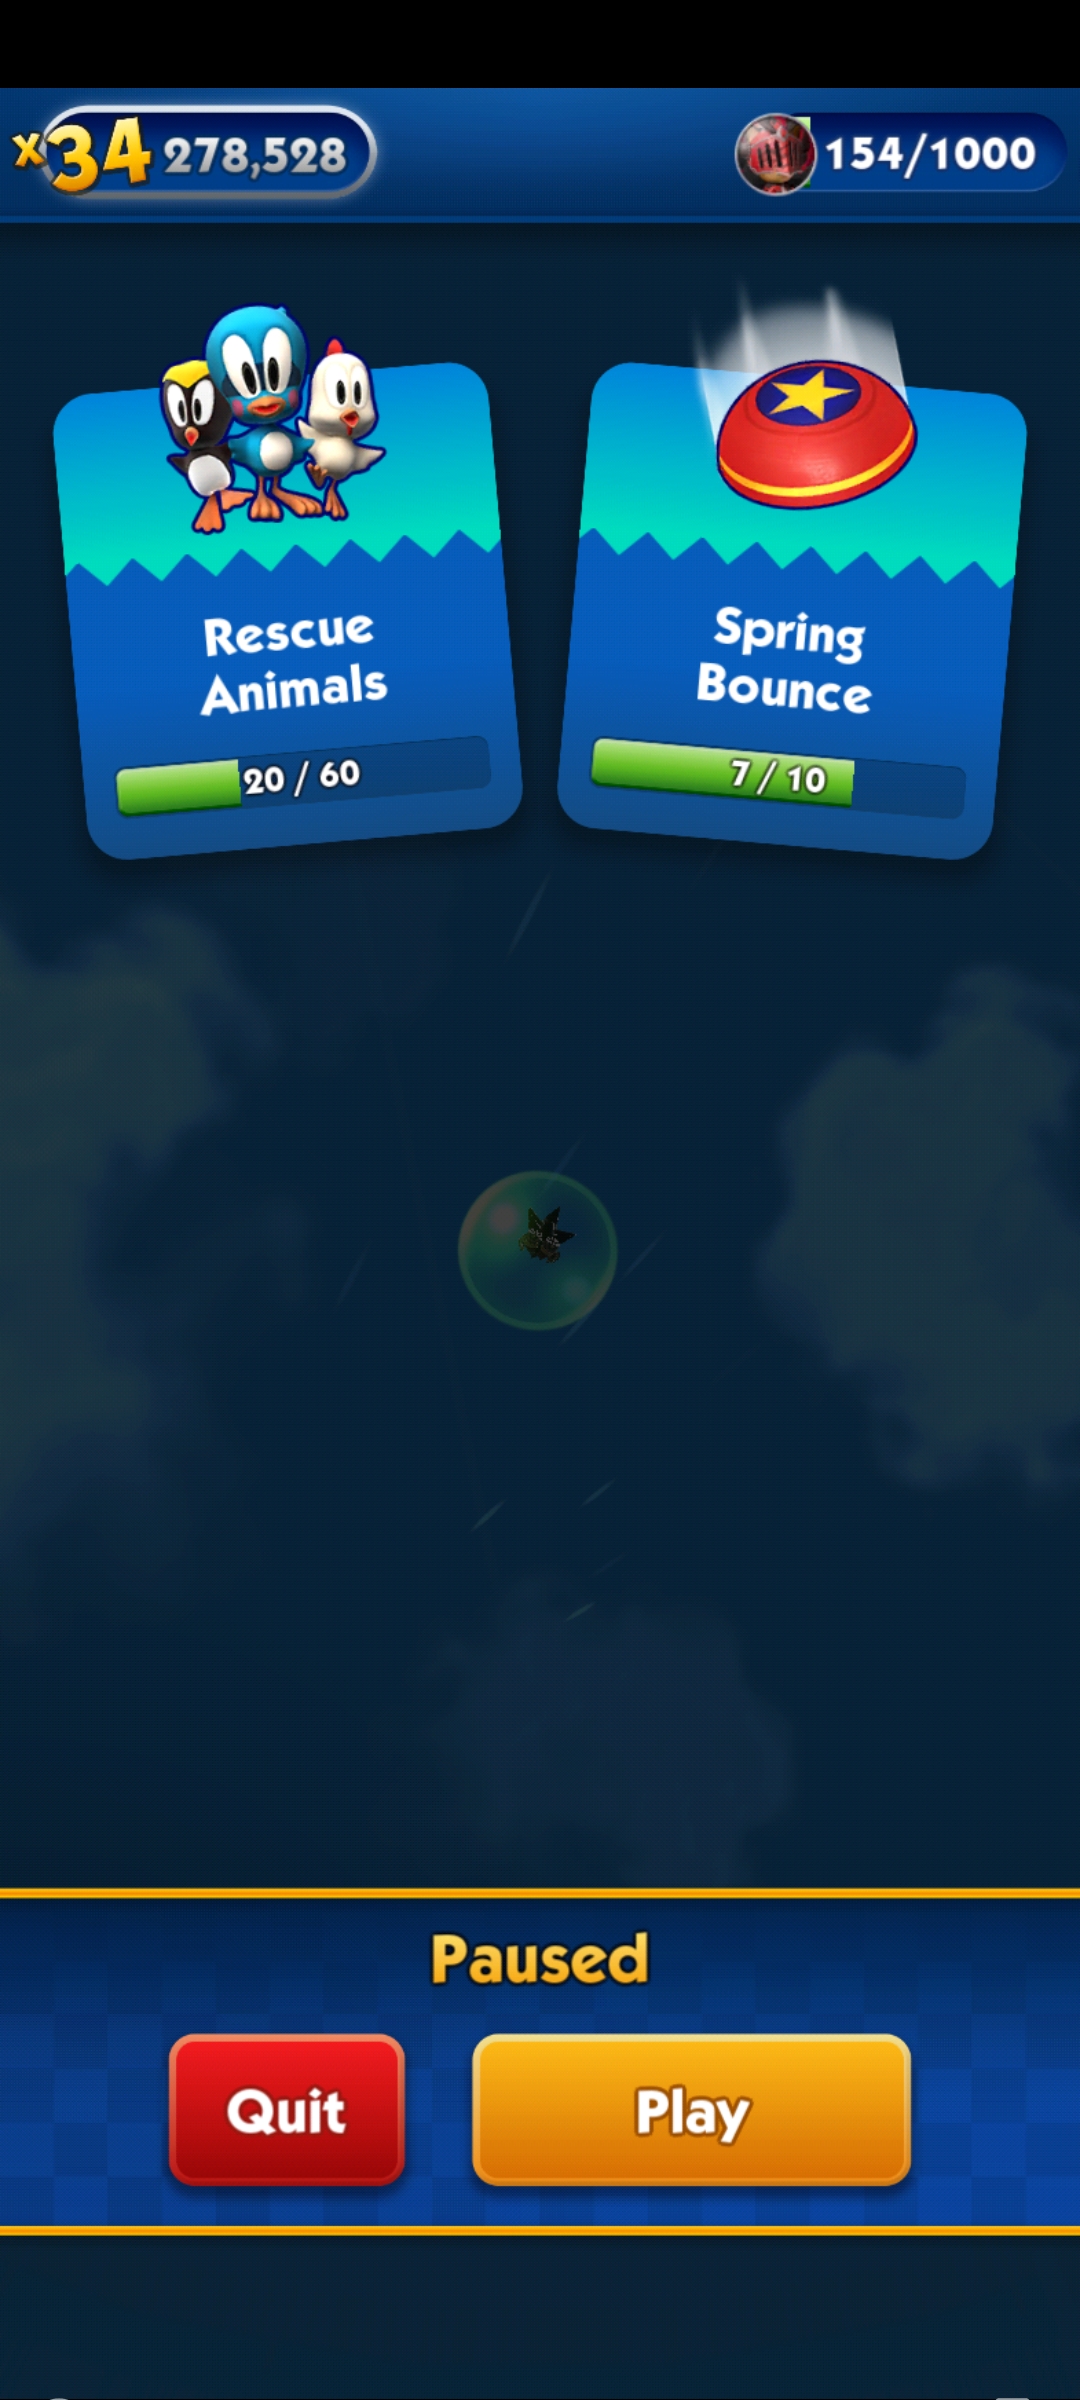 x34 278,528
154/1000
Rescue
Animals
20 / 60
Spring
Bounce
7 / 10
Paused
Quit
Play